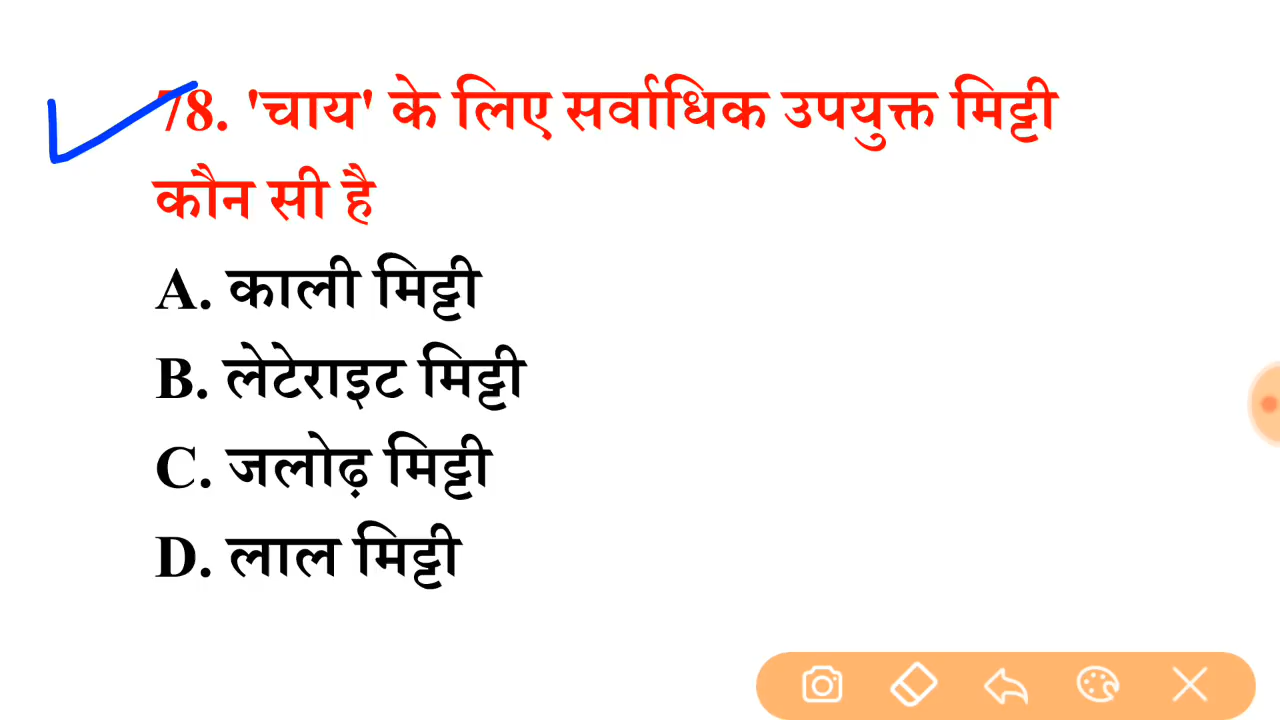 78. 'चाय' के लिए सर्वाधिक उपयुक्त मिट्टी
कौन सी है
A. काली मिट्टी
B. लेटेराइट मिट्टी
C. जलोढ़ मिट्टी
D. लाल मिट्टी